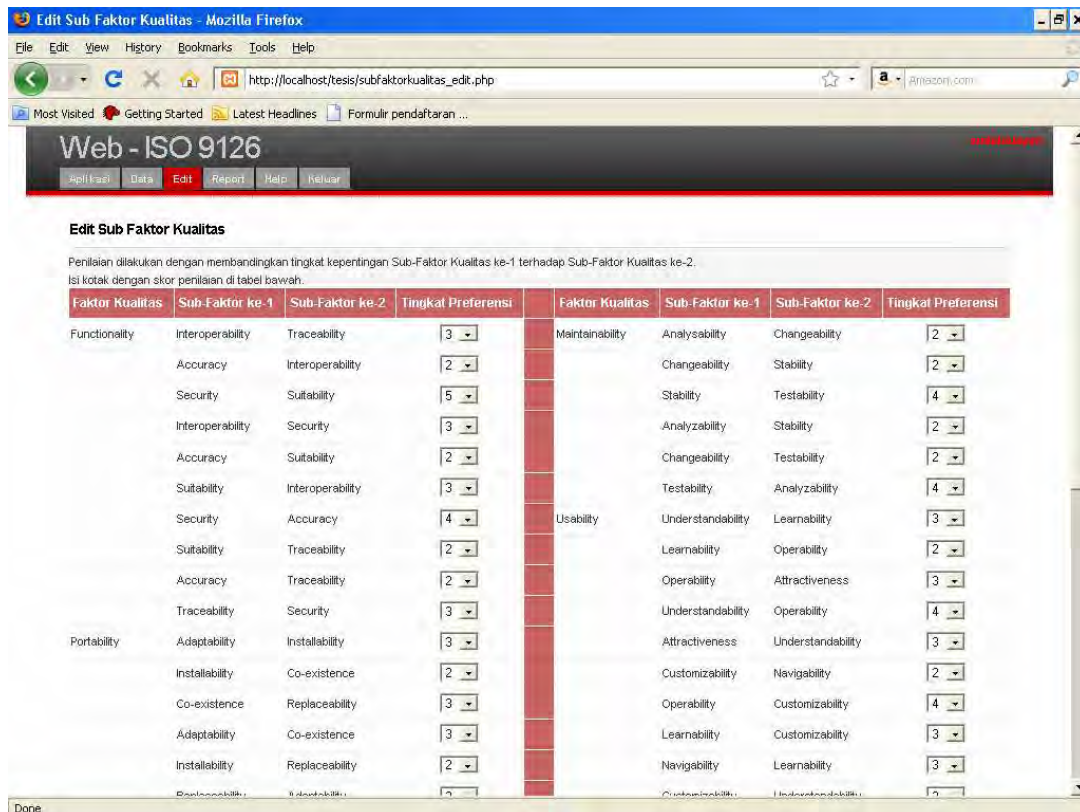 Edit Sub Faktor Kualitas - Mozilla Firefox
File Edit View History Bookmarks Tools Help
http://localhost/tesis/subfaktorkualitas_edit.php
Amazon.com
Most Visited Getting Started Latest Headlines Formulir pendaftaran ...
Web - ISO 9126
Aplikasi Data Edit Report Help Keluar
Edit Sub Faktor Kualitas
Penilaian dilakukan dengan membandingkan tingkat kepentingan Sub-Faktor Kualitas ke-1 terhadap Sub-Faktor Kualitas ke-2.
Isi kotak dengan skor penilaian di tabel bawah.
Faktor Kualitas Sub-Faktor ke-1 Sub-Faktor ke-2 Tingkat Preferensi Faktor Kualitas Sub-Faktor ke-1 Sub-Faktor ke-2 Tingkat Preferensi
Functionality Interoperability Traceability 3 Maintainability Analysability Changeability 2
Accuracy Interoperability 2 Changeability Stability 2
Security Suitability 5 Stability Testability 4
Interoperability Security 3 Analyzability Stability 2
Accuracy Suitability 2 Changeability Testability 2
Suitability Interoperability 3 Testability Analyzability 4
Security Accuracy 4 Usability Understandability Learnability 3
Suitability Traceability 2 Learnability Operability 2
Accuracy Traceability 2 Operability Attractiveness 3
Traceability Security 3 Understandability Operability 4
Portability Adaptability Installability 3 Attractiveness Understandability 3
Installability Co-existence 2 Customizability Navigability 2
Co-existence Replaceability 3 Operability Customizability 4
Adaptability Co-existence 3 Learnability Customizability 3
Installability Replaceability 2 Navigability Learnability 3
Replaceability Adaptability Customizability Understandability
Done